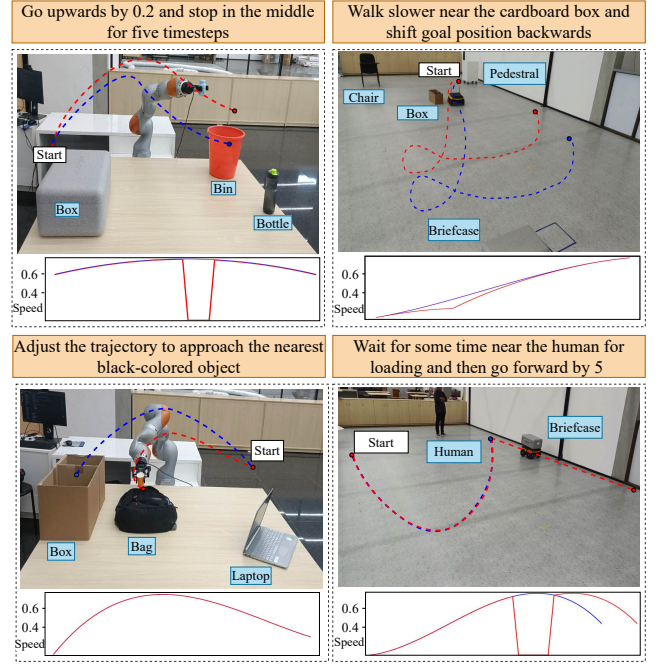 Go upwards by 0.2 and stop in the middle
for five timesteps
Start
Box
Bin
Bottle
0.6
0.4
Speed
Walk slower near the cardboard box and
shift goal position backwards
Start
Pedestral
Chair
Box
Briefcase
0.6
0.4
Speed
Adjust the trajectory to approach the nearest
black-colored object
Start
Box
Bag
Laptop
0.6
Speed
Wait for some time near the human for
loading and then go forward by 5
Start
Briefcase
Human
0.6
0.4
Speed